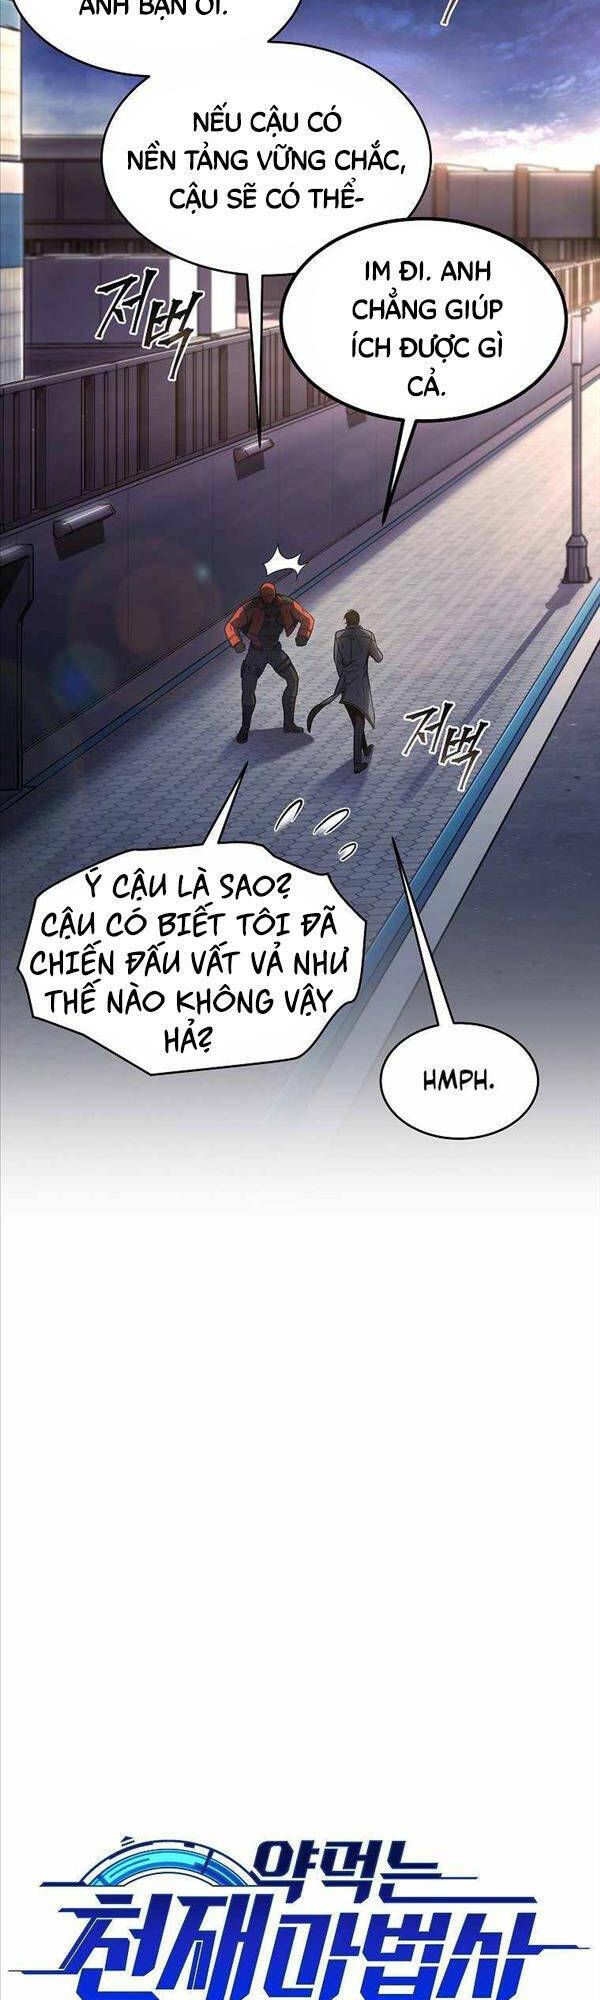 ANH BẠN ƠI.
NẾU CẬU CÓ
NỀN TẢNG VỮNG CHẮC,
CẬU SẼ CÓ THỂ-
IM ĐI. ANH
CHẲNG GIÚP
ÍCH ĐƯỢC GÌ
CẢ.
저벅
저벅
Ý CẬU LÀ SAO?
CẬU CÓ BIẾT TÔI ĐÃ
CHIẾN ĐẤU VẤT VẢ NHƯ
THẾ NÀO KHÔNG VẬY
HẢ?
HMPH.
약먹는
천재마법사